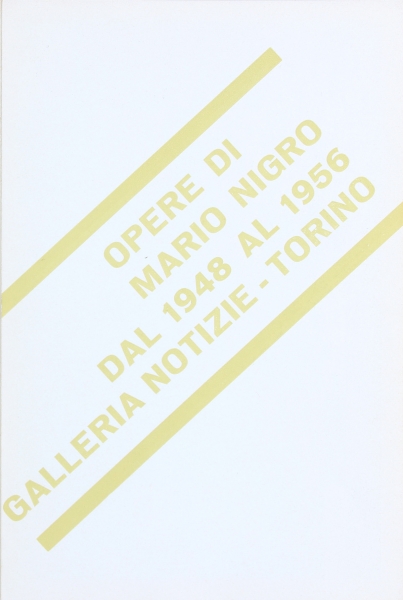 OPERE DI
MARIO NIGRO
DAL 1948 AL 1956
GALLERIA NOTIZIE - TORINO